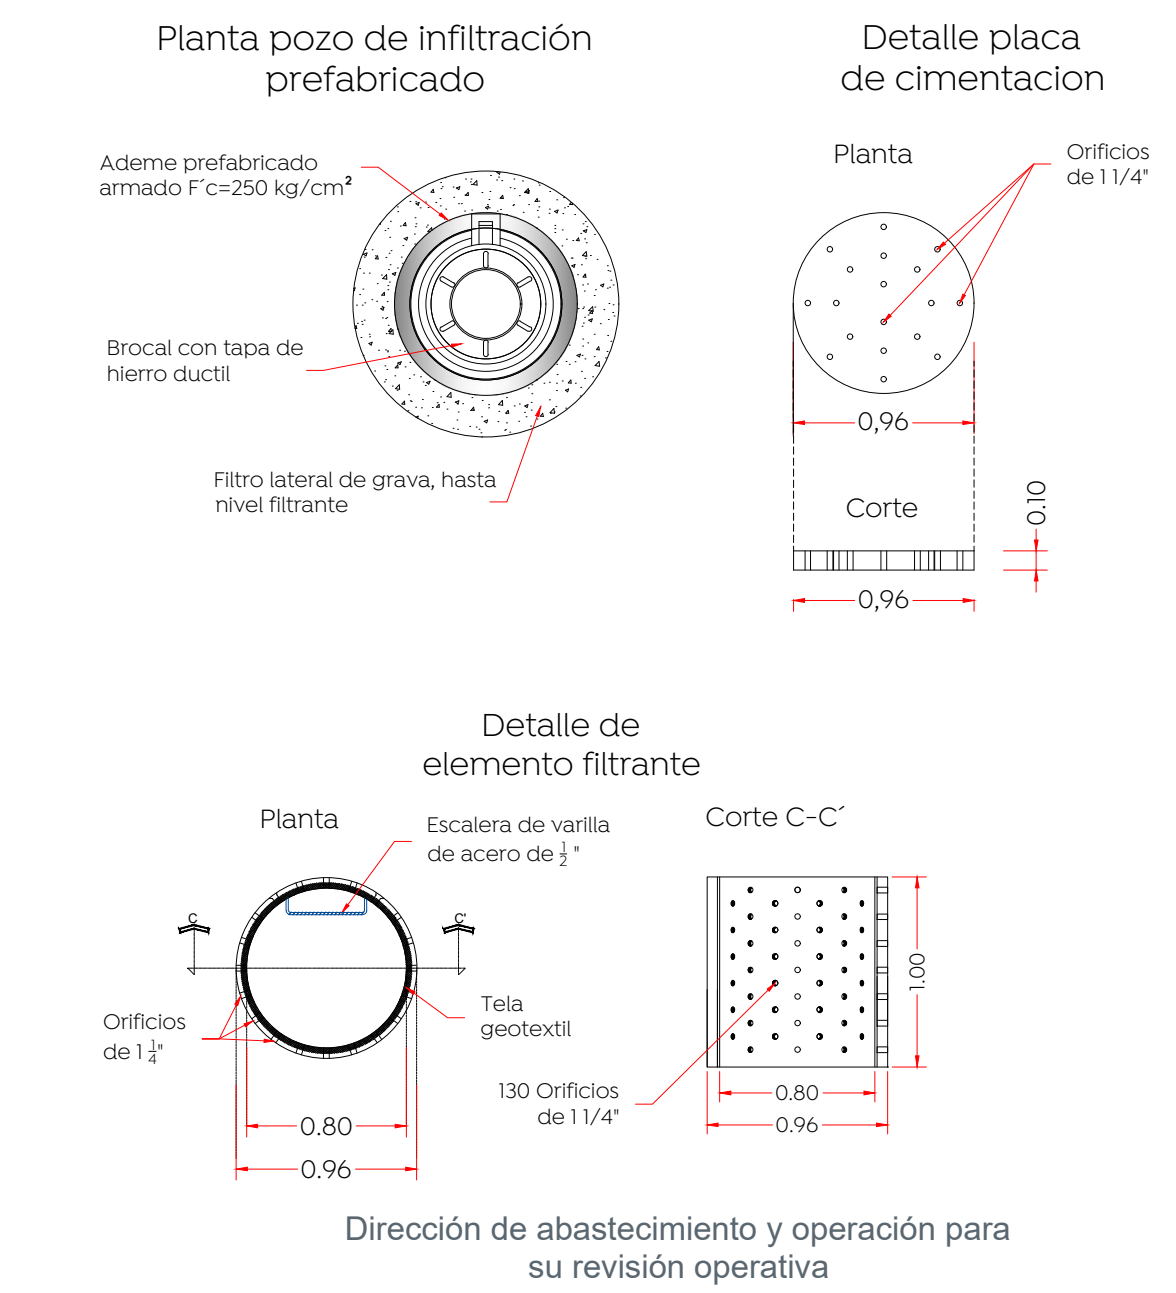 Planta pozo de infiltración
prefabricado
Detalle placa
de cimentacion
Ademe prefabricado
armado F´c=250 kg/cm²
Brocal con tapa de
hierro ductil
Filtro lateral de grava, hasta
nivel filtrante
Planta
Orificios
de 1 1/4"
0,96
Corte
0.10
0,96
Detalle de
elemento filtrante
Planta
Escalera de varilla
de acero de ½ "
C
C'
Tela
geotextil
Orificios
de 1 ¼"
0.80
0.96
Corte C-C´
1.00
130 Orificios
de 1 1/4"
0.80
0.96
Dirección de abastecimiento y operación para
su revisión operativa